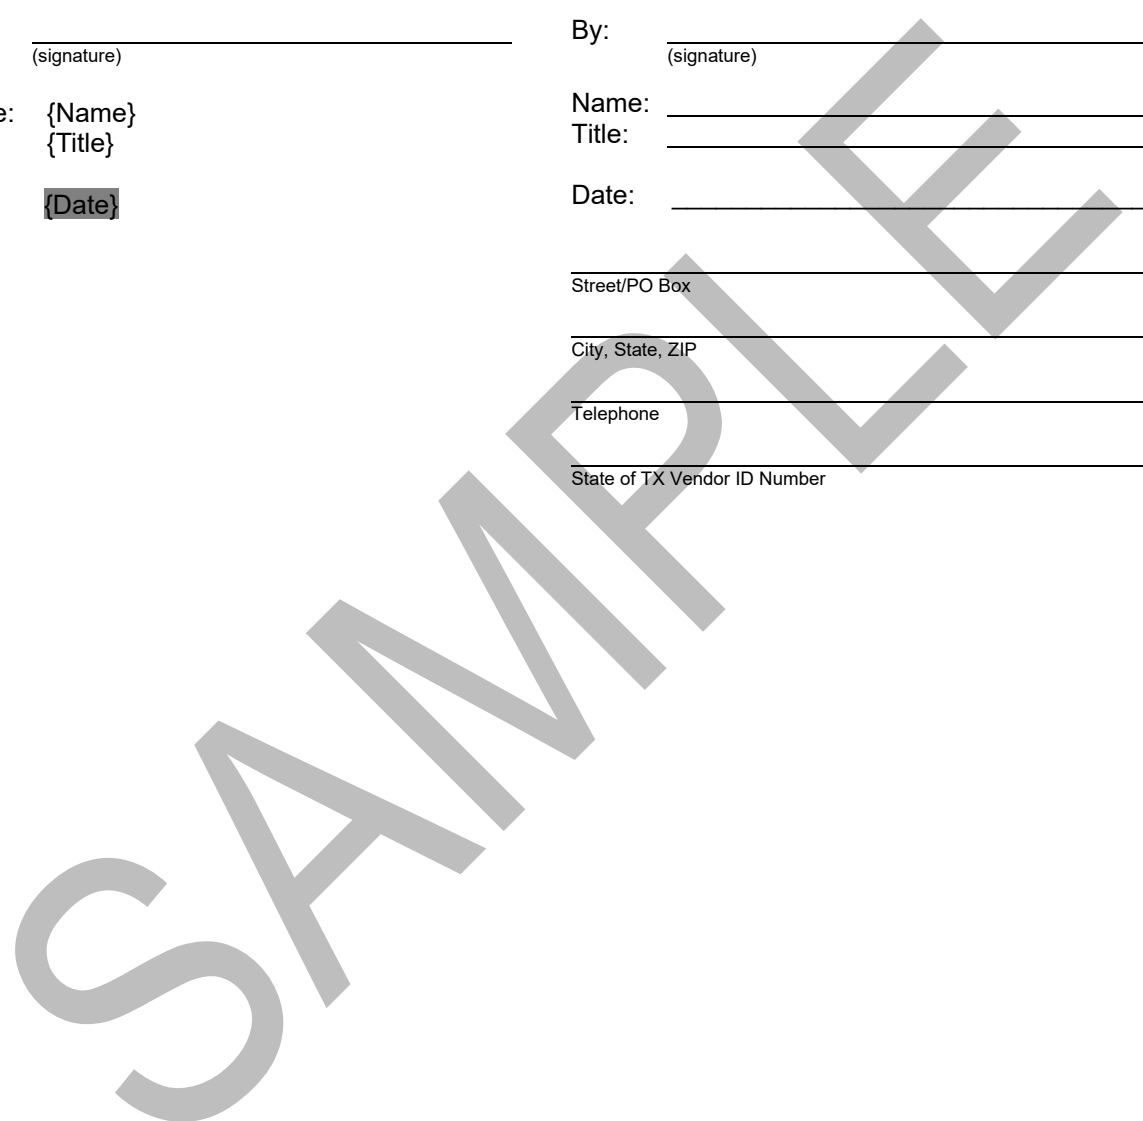 (signature)
e: {Name}
{Title}
{Date}
By:
(signature)
Name:
Title:
Date:
Street/PO Box
City, State, ZIP
Telephone
State of TX Vendor ID Number
SAMPLE